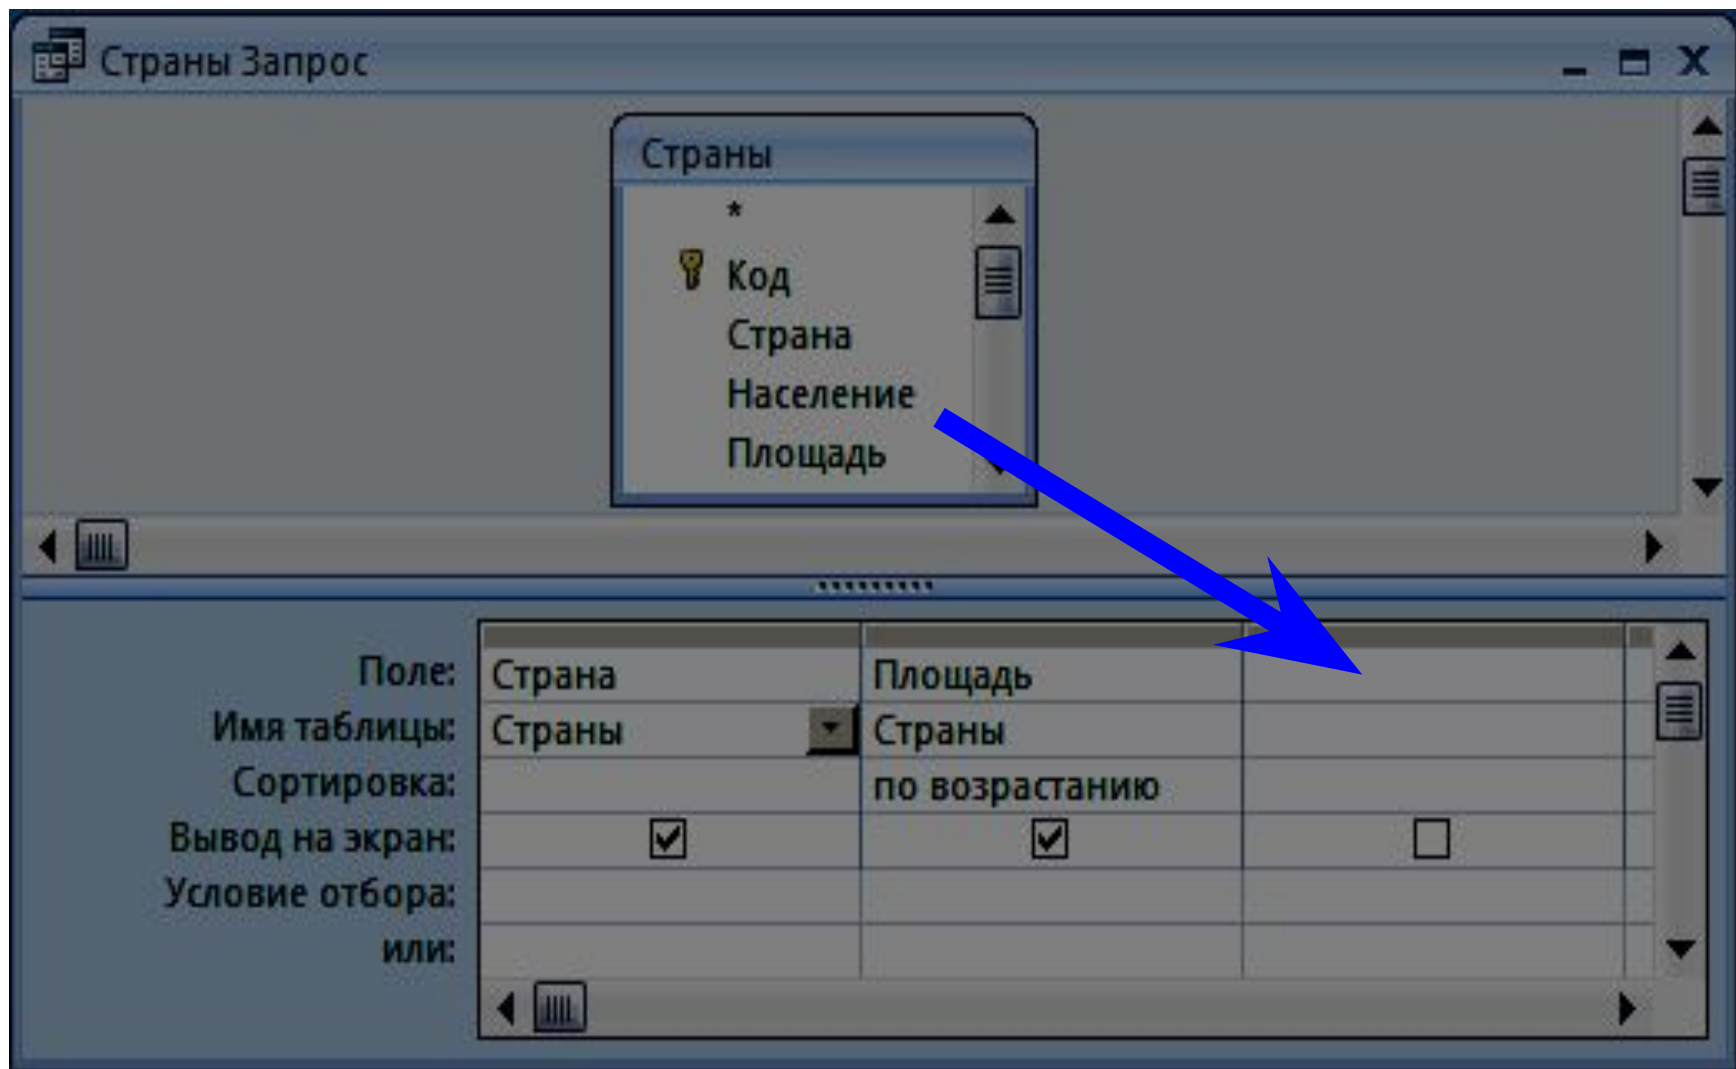 Страны Запрос
Страны
*
Код
Страна
Население
Площадь
Поле: Страна Площадь
Имя таблицы: Страны Страны
Сортировка: по возрастанию
Вывод на экран:
Условие отбора:
или: